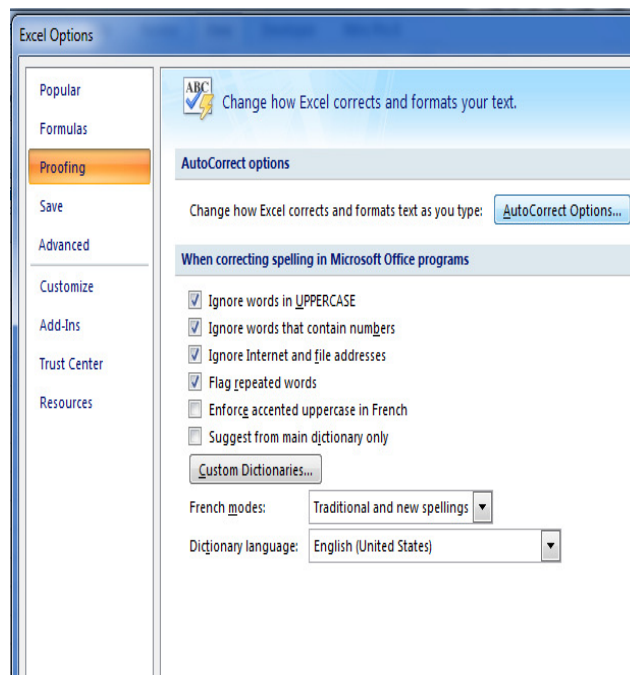 Excel Options
Popular
Formulas
Proofing
Save
Advanced
Customize
Add-Ins
Trust Center
Resources
ABC
Change how Excel corrects and formats your text.
AutoCorrect options
Change how Excel corrects and formats text as you type: AutoCorrect Options...
When correcting spelling in Microsoft Office programs
Ignore words in UPPERCASE
Ignore words that contain numbers
Ignore Internet and file addresses
Flag repeated words
Enforce accented uppercase in French
Suggest from main dictionary only
Custom Dictionaries...
French modes: Traditional and new spellings
Dictionary language: English (United States)